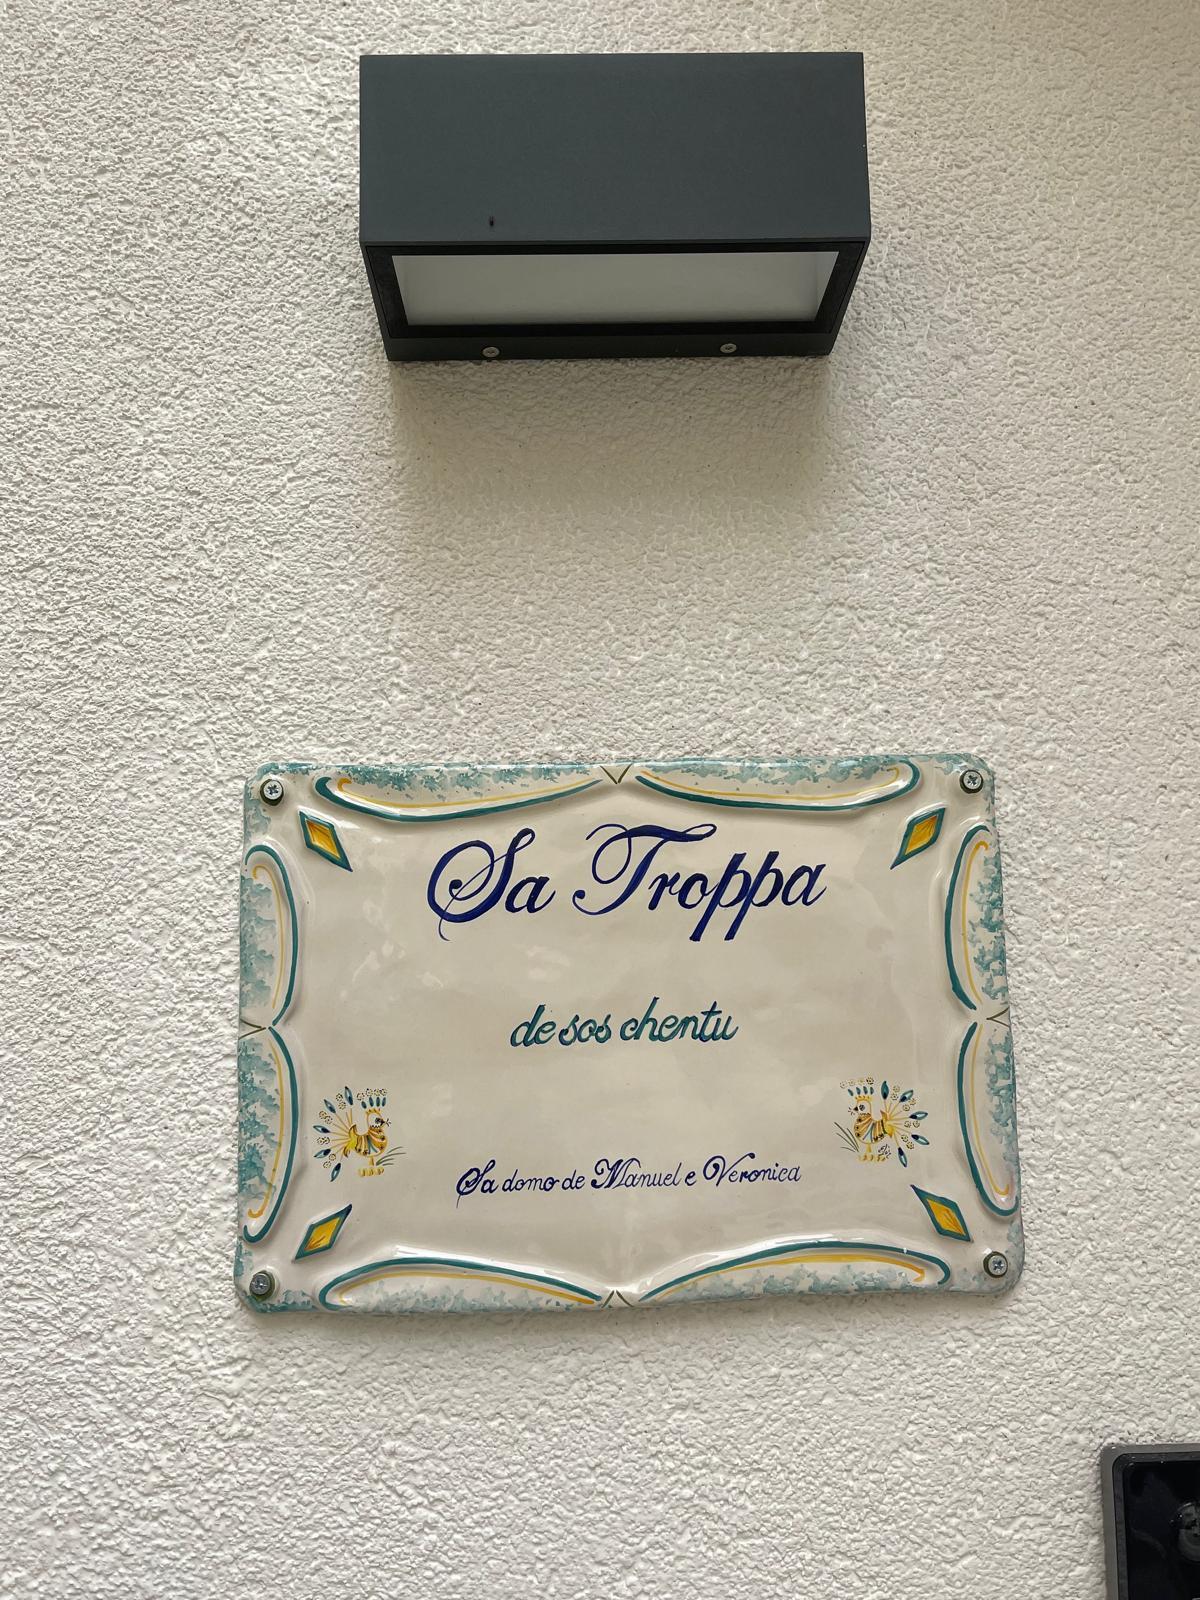 Sa Troppa
de sos chentu
Sa domo de Manuel e Veronica